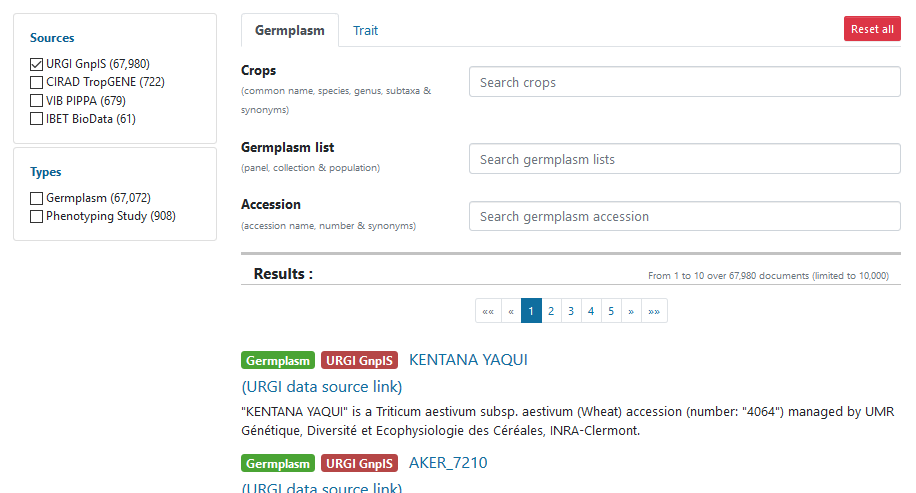 Sources
URGI GnpIS (67,980)
CIRAD TropGENE (722)
VIB PIPPA (679)
IBET BioData (61)
Types
Germplasm (67,072)
Phenotyping Study (908)
Germplasm Trait Reset all
Crops
(common name, species, genus, subtaxa &
synonyms)
Search crops
Germplasm list
(panel, collection & population)
Search germplasm lists
Accession
(accession name, number & synonyms)
Search germplasm accession
Results : From 1 to 10 over 67,980 documents (limited to 10,000)
«« « 1 2 3 4 5 » »»
Germplasm URGI GnpIS KENTANA YAQUI
(URGI data source link)
"KENTANA YAQUI" is a Triticum aestivum subsp. aestivum (Wheat) accession (number: "4064") managed by UMR
Génétique, Diversité et Ecophysiologie des Céréales, INRA-Clermont.
Germplasm URGI GnpIS AKER_7210
(URGI data source link)